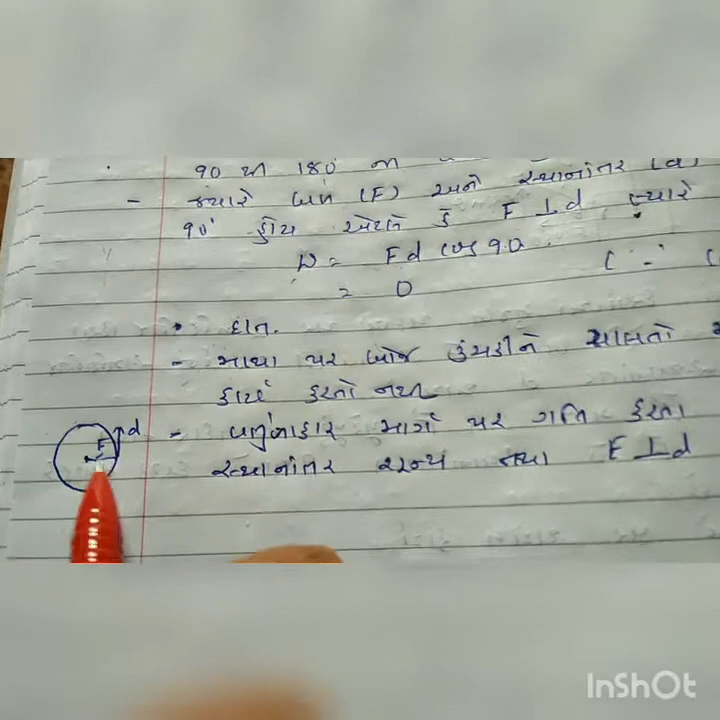 90 થી 180 ના
- જ્યારે બળ (F) અને સ્થાનાંતર (d)
90° હોય એટલે કે F ⊥ d ત્યારે
W = Fd cos 90
= 0
• દા.ત.
- માથા પર બોજ ઉંચકીને ચાલતો
કાર્ય કરતો નથી
- વર્તુળાકાર માર્ગ પર ગતિ કરતા
સ્થાનાંતર શૂન્ય તથા F ⊥ d
d
F
InShOt